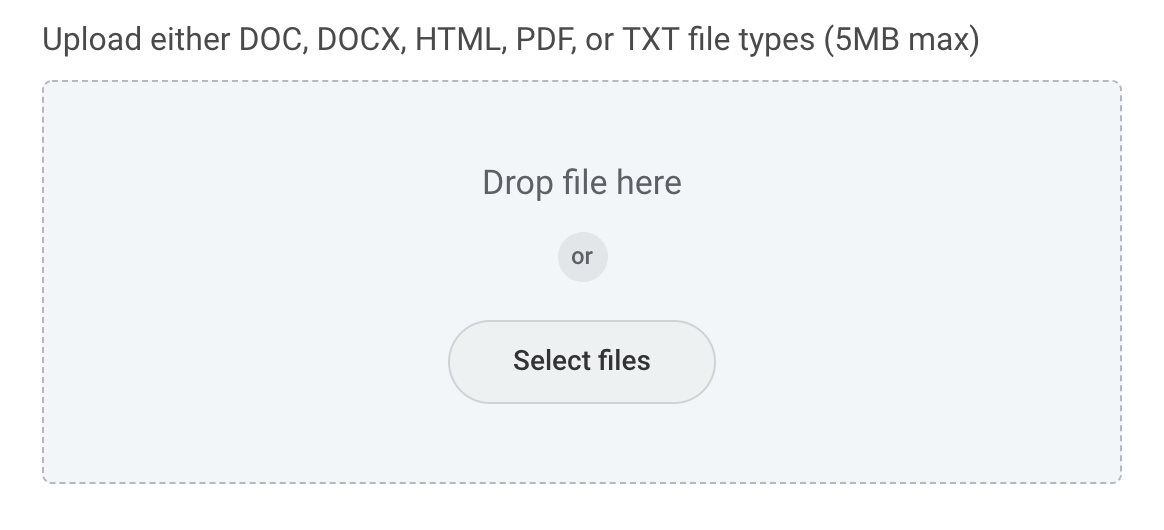 Upload either DOC, DOCX, HTML, PDF, or TXT file types (5MB max)
Drop file here
or
Select files